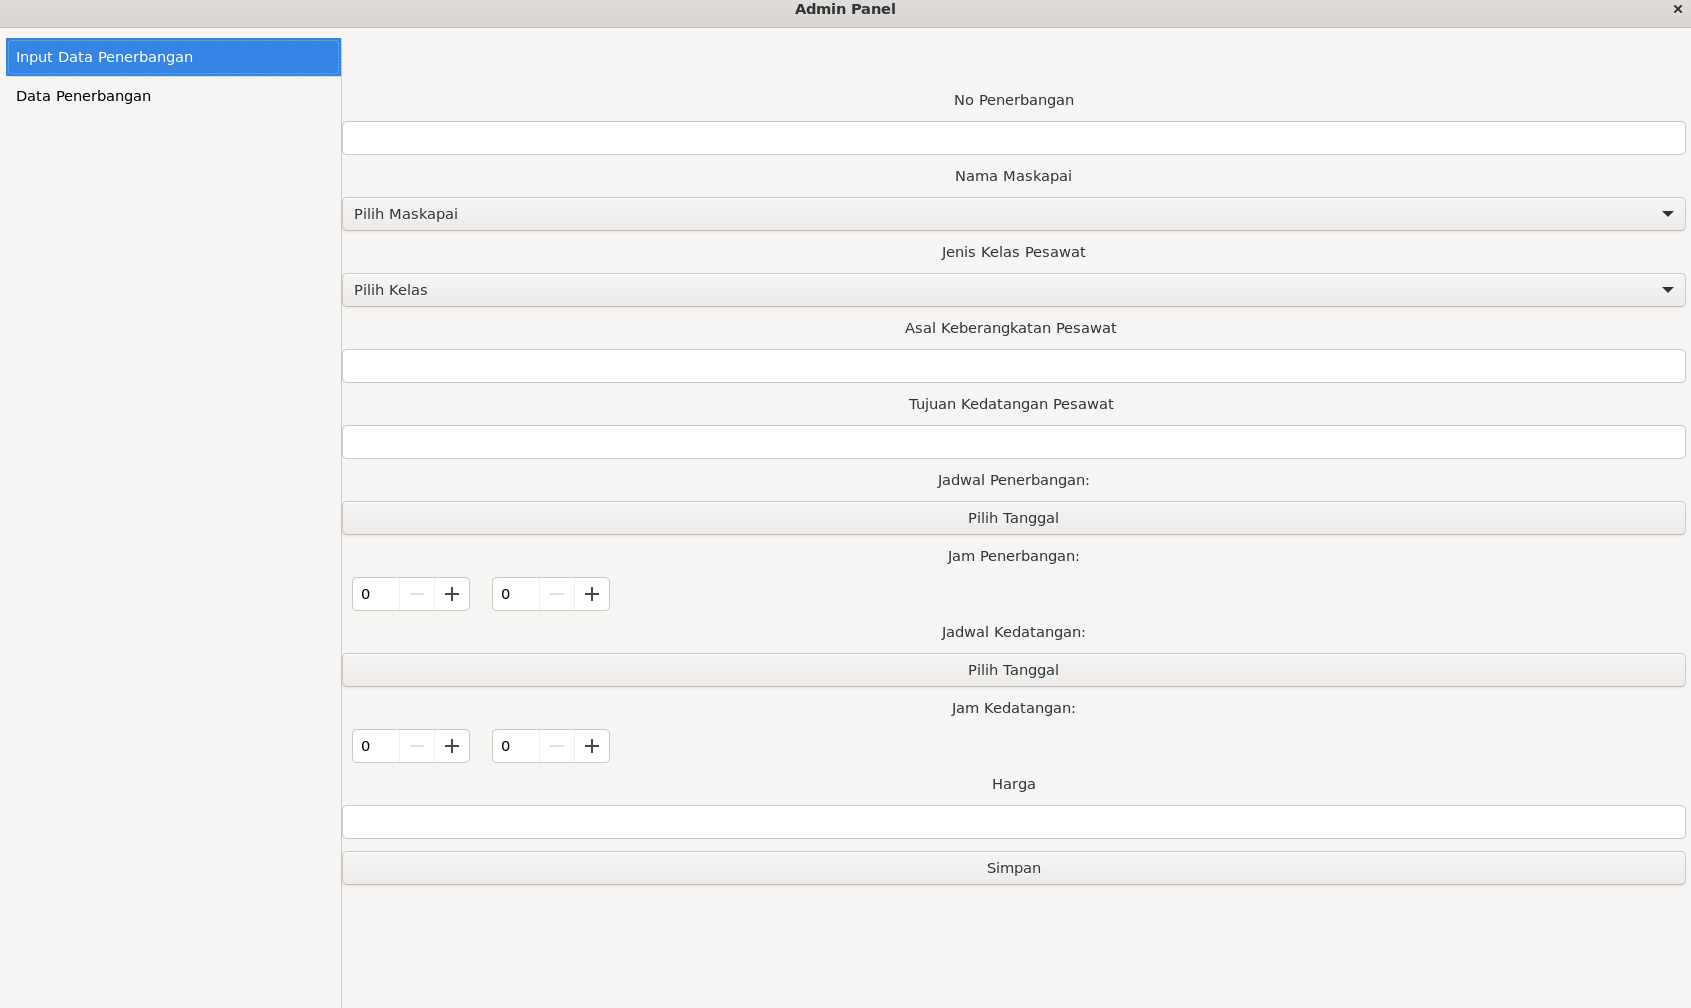 Admin Panel
Input Data Penerbangan
Data Penerbangan
No Penerbangan
Nama Maskapai
Pilih Maskapai
Jenis Kelas Pesawat
Pilih Kelas
Asal Keberangkatan Pesawat
Tujuan Kedatangan Pesawat
Jadwal Penerbangan:
Pilih Tanggal
Jam Penerbangan:
0 0
Jadwal Kedatangan:
Pilih Tanggal
Jam Kedatangan:
0 0
Harga
Simpan